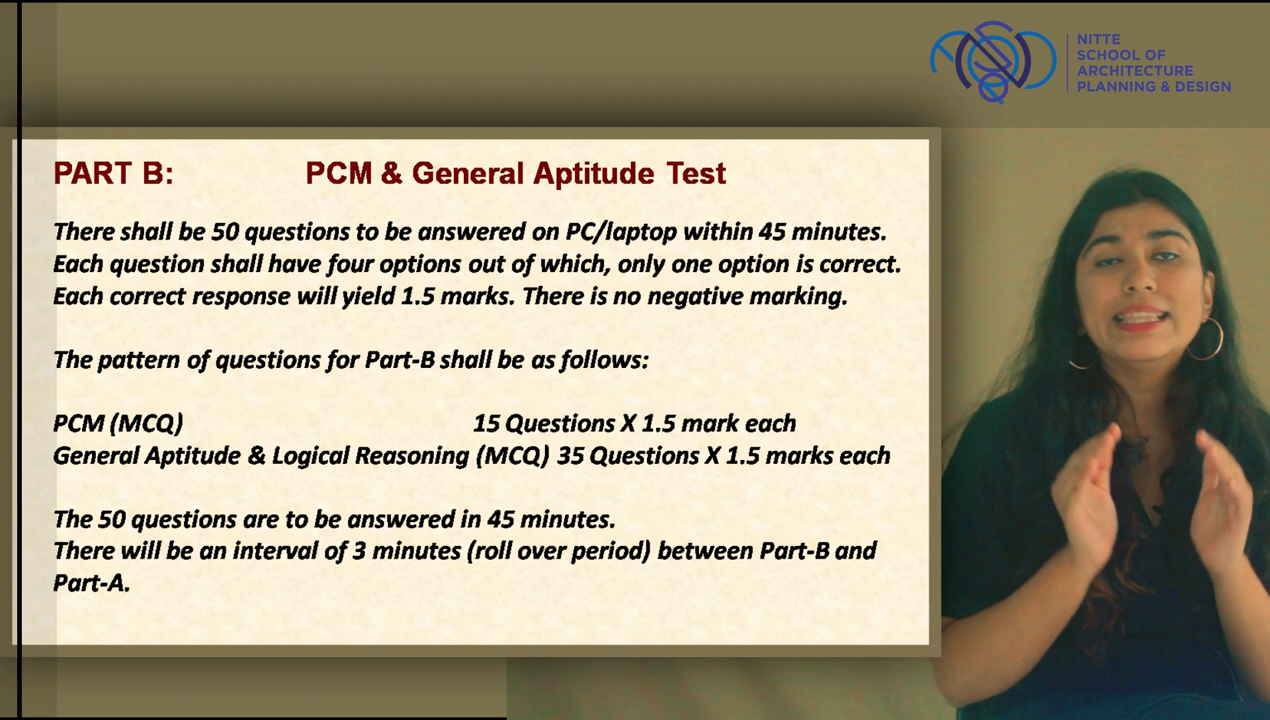 NITTE
SCHOOL OF
ARCHITECTURE
PLANNING & DESIGN
PART B: PCM & General Aptitude Test
There shall be 50 questions to be answered on PC/laptop within 45 minutes.
Each question shall have four options out of which, only one option is correct.
Each correct response will yield 1.5 marks. There is no negative marking.
The pattern of questions for Part-B shall be as follows:
PCM (MCQ) 15 Questions X 1.5 mark each
General Aptitude & Logical Reasoning (MCQ) 35 Questions X 1.5 marks each
The 50 questions are to be answered in 45 minutes.
There will be an interval of 3 minutes (roll over period) between Part-B and
Part-A.